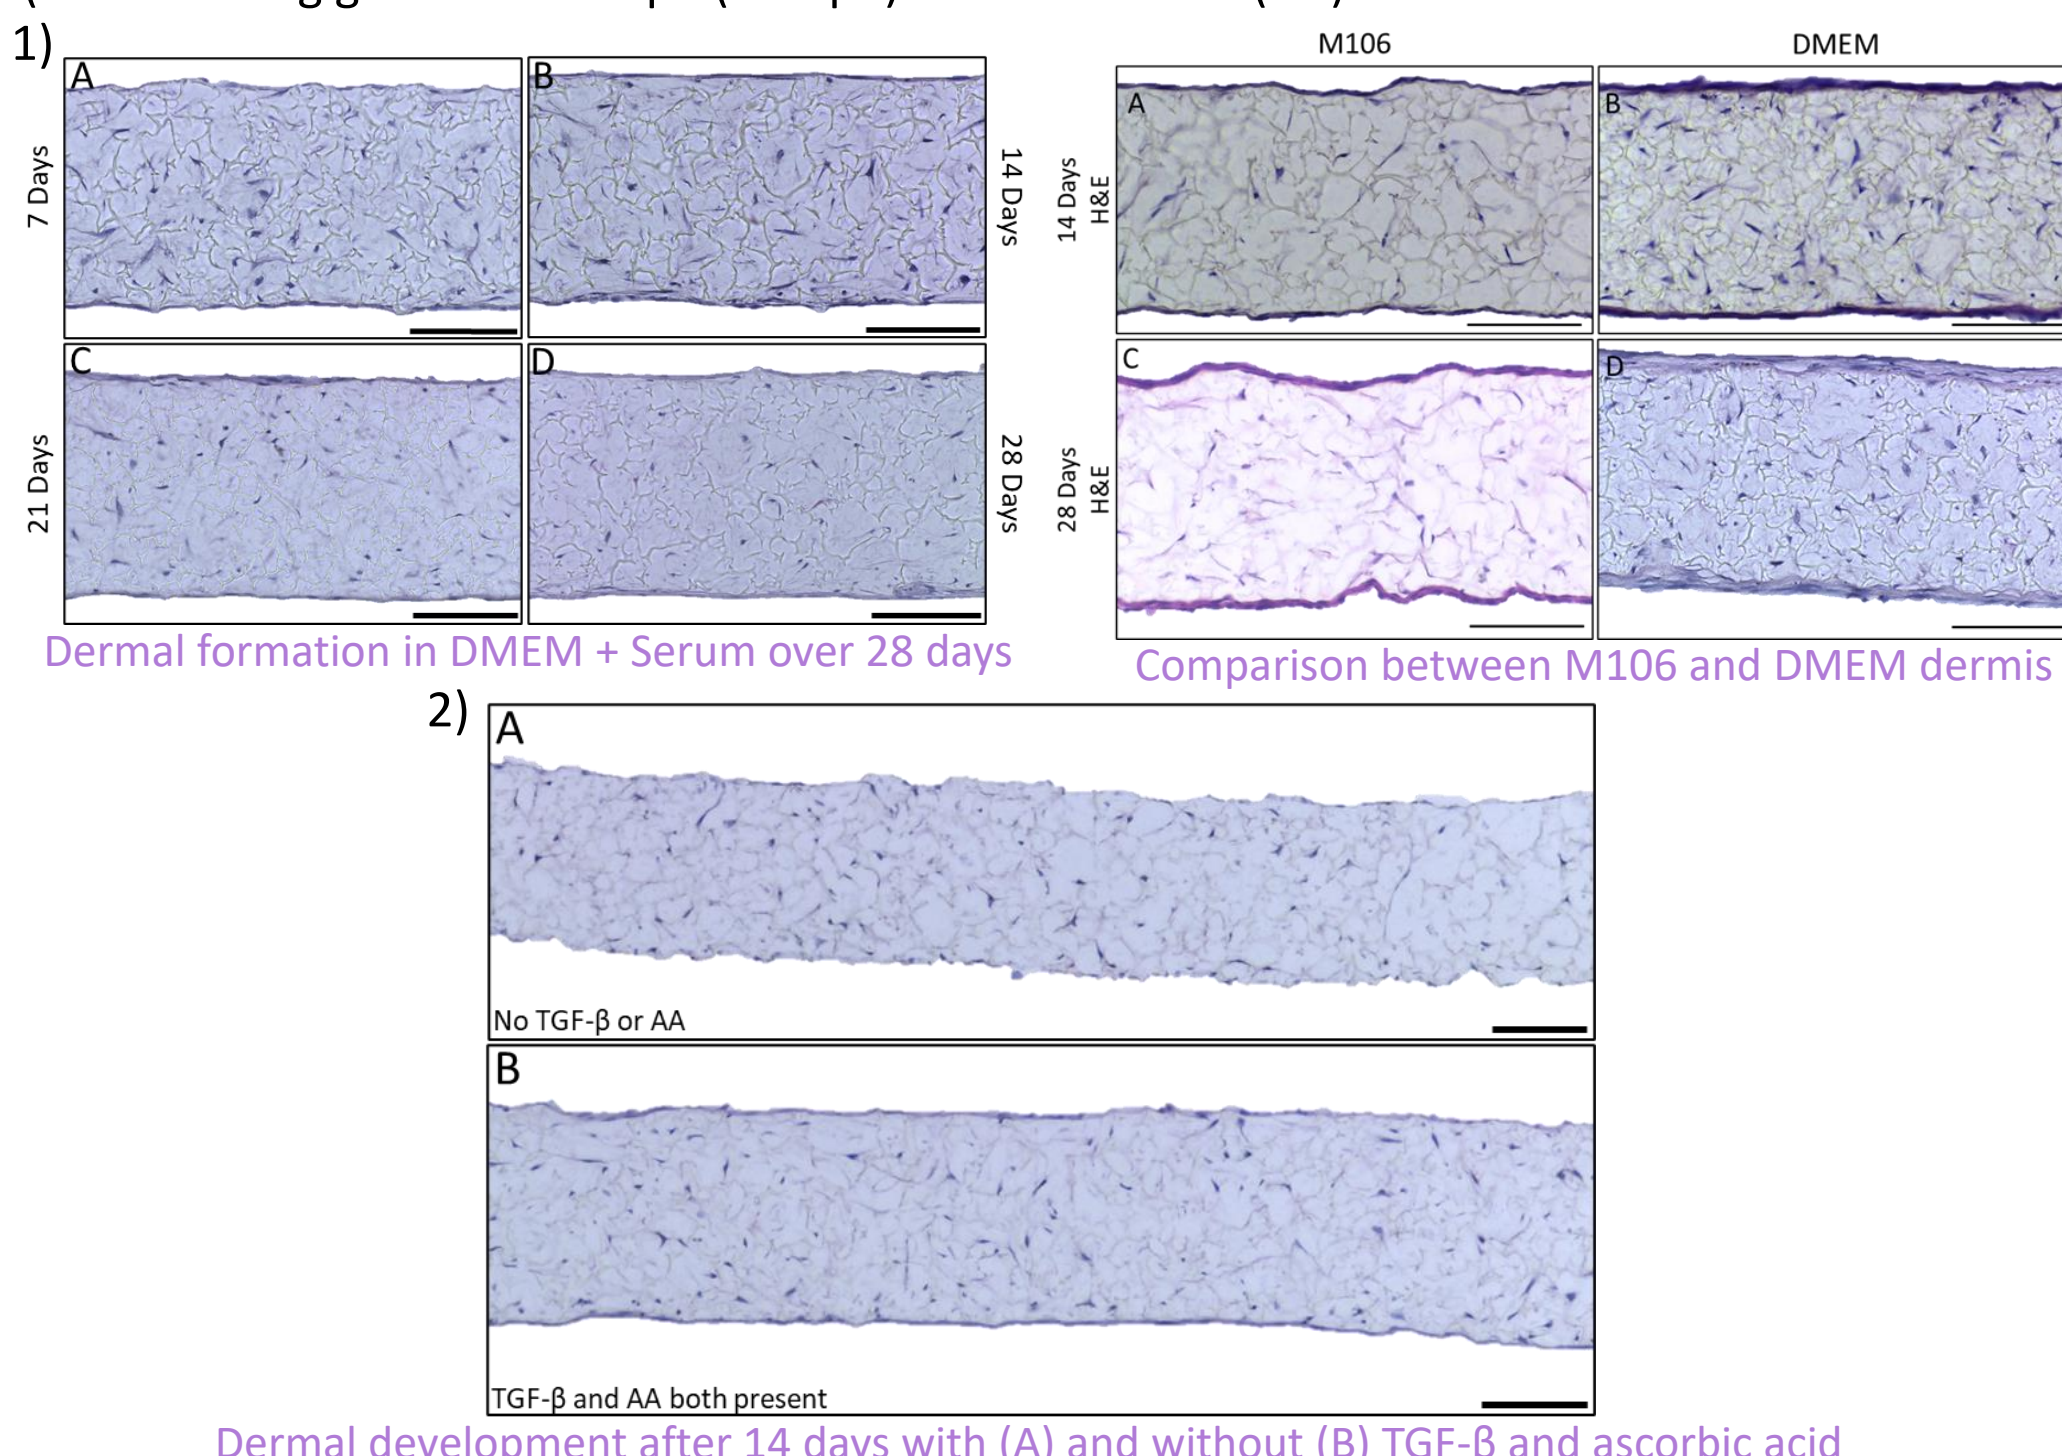 1)
A
B
C
D
7 Days
14 Days
21 Days
28 Days
Dermal formation in DMEM + Serum over 28 days
M106
DMEM
A
B
C
D
14 Days
H&E
28 Days
H&E
Comparison between M106 and DMEM dermis
2)
A
No TGF-β or AA
B
TGF-β and AA both present
Dermal development after 14 days with (A) and without (B) TGF-β and ascorbic acid